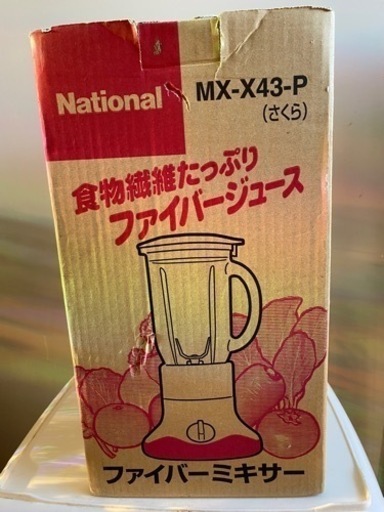 National
MX-X43-P
(さくら)
食物繊維たっぷり
ファイバージュース
ファイバーミキサー